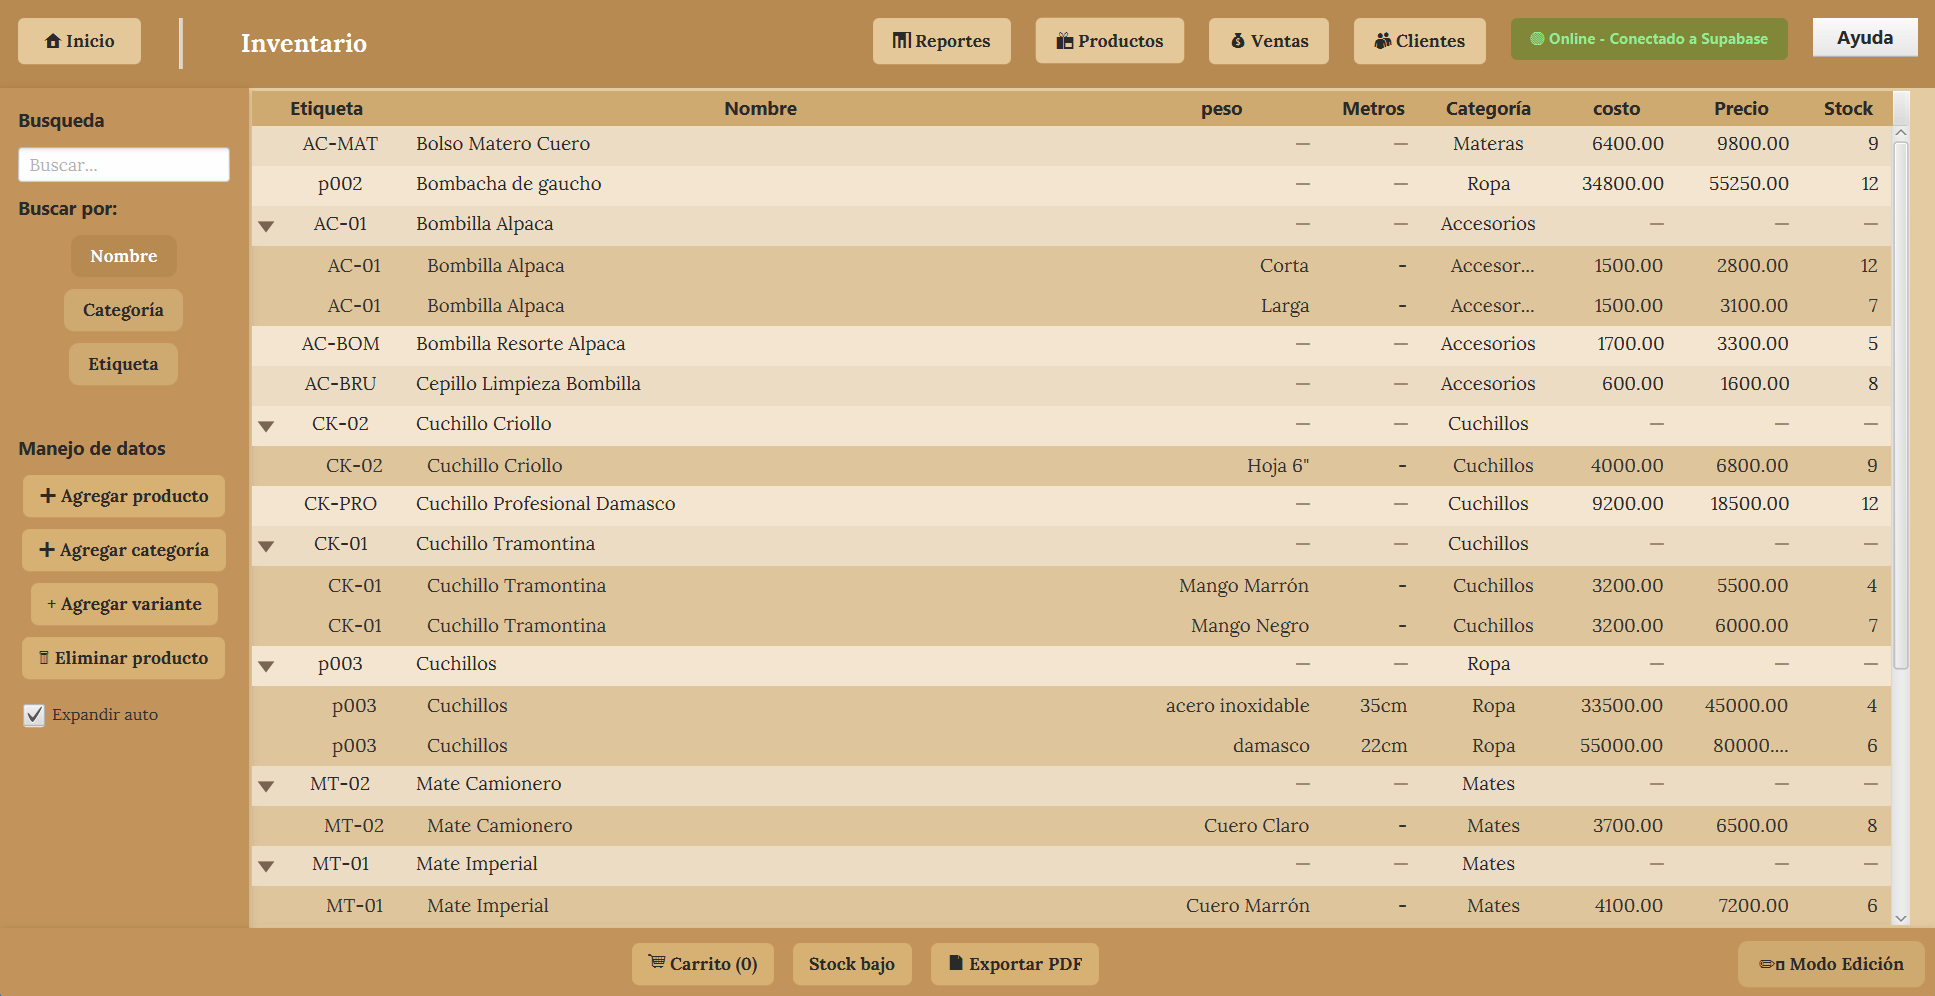 Inicio
Inventario
Reportes
Productos
Ventas
Clientes
Online - Conectado a Supabase
Ayuda
Busqueda
Buscar...
Buscar por:
Nombre
Categoría
Etiqueta
Manejo de datos
+ Agregar producto
+ Agregar categoría
+ Agregar variante
Eliminar producto
Expandir auto
Etiqueta Nombre peso Metros Categoría costo Precio Stock
AC-MAT Bolso Matero Cuero — — Materas 6400.00 9800.00 9
p002 Bombacha de gaucho — — Ropa 34800.00 55250.00 12
AC-01 Bombilla Alpaca — — Accesorios — — —
AC-01 Bombilla Alpaca Corta - Accesor... 1500.00 2800.00 12
AC-01 Bombilla Alpaca Larga - Accesor... 1500.00 3100.00 7
AC-BOM Bombilla Resorte Alpaca — — Accesorios 1700.00 3300.00 5
AC-BRU Cepillo Limpieza Bombilla — — Accesorios 600.00 1600.00 8
CK-02 Cuchillo Criollo — — Cuchillos — — —
CK-02 Cuchillo Criollo Hoja 6" - Cuchillos 4000.00 6800.00 9
CK-PRO Cuchillo Profesional Damasco — — Cuchillos 9200.00 18500.00 12
CK-01 Cuchillo Tramontina — — Cuchillos — — —
CK-01 Cuchillo Tramontina Mango Marrón - Cuchillos 3200.00 5500.00 4
CK-01 Cuchillo Tramontina Mango Negro - Cuchillos 3200.00 6000.00 7
p003 Cuchillos — — Ropa — — —
p003 Cuchillos acero inoxidable 35cm Ropa 33500.00 45000.00 4
p003 Cuchillos damasco 22cm Ropa 55000.00 80000.... 6
MT-02 Mate Camionero — — Mates — — —
MT-02 Mate Camionero Cuero Claro - Mates 3700.00 6500.00 8
MT-01 Mate Imperial — — Mates — — —
MT-01 Mate Imperial Cuero Marrón - Mates 4100.00 7200.00 6
Carrito (0)
Stock bajo
Exportar PDF
Modo Edición